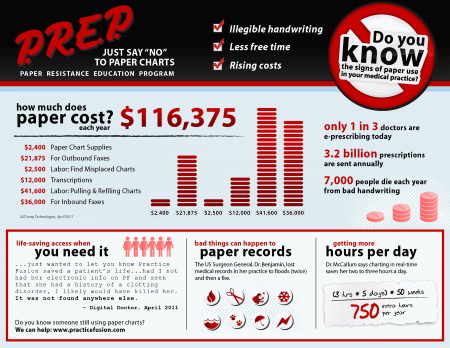 PREP
JUST SAY "NO"
TO PAPER CHARTS
PAPER RESISTANCE EDUCATION PROGRAM
Illegible handwriting
Less free time
Rising costs
Do you
know
the signs of paper use
in your medical practice?
how much does
paper cost?
each year
$116,375
$2,400 Paper Chart Supplies
$21,875 For Outbound Faxes
$2,500 Labor: Find Misplaced Charts
$12,000 Transcriptions
$41,600 Labor: Pulling & Refiling Charts
$36,000 For Inbound Faxes
Technologies, April 2011
$2,400 $21,875 $2,500 $12,000 $41,600 $36,000
only 1 in 3 doctors are
e-prescribing today
3.2 billion prescriptions
are sent annually
7,000 people die each year
from bad handwriting
life-saving access when
you need it
...just wanted to let you know Practice
Fusion saved a patient's life...had I not
had her electronic info on PF and seen
that she had a history of a clotting
disorder, I likely would have killed her.
It was not found anywhere else.
- Digital Doctor, April 2011
Do you know someone still using paper charts?
We can help: www.practicefusion.com
bad things can happen to
paper records
The US Surgeon General, Dr. Benjamin, lost
medical records in her practice to floods (twice)
and then a fire.
getting more
hours per day
Dr. McCallum says charting in real-time
saves her two to three hours a day.
(3 hrs * 5 days) * 50 weeks
750 extra hours
per year